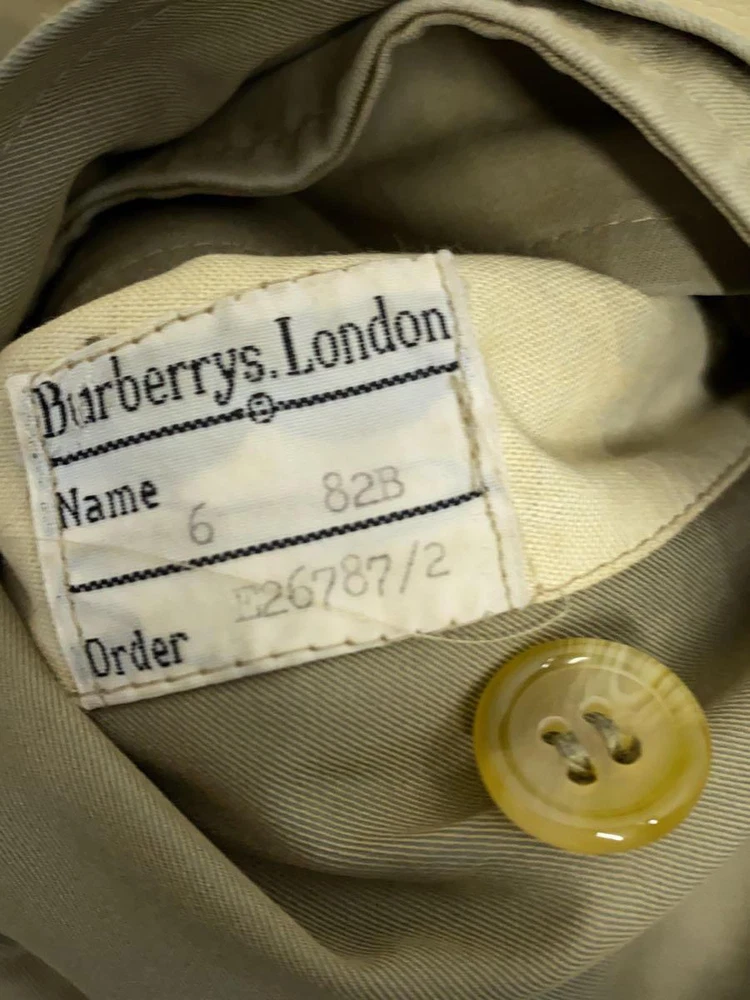 Burberrys. London
B
Name 6 82B
E26787/2
Order